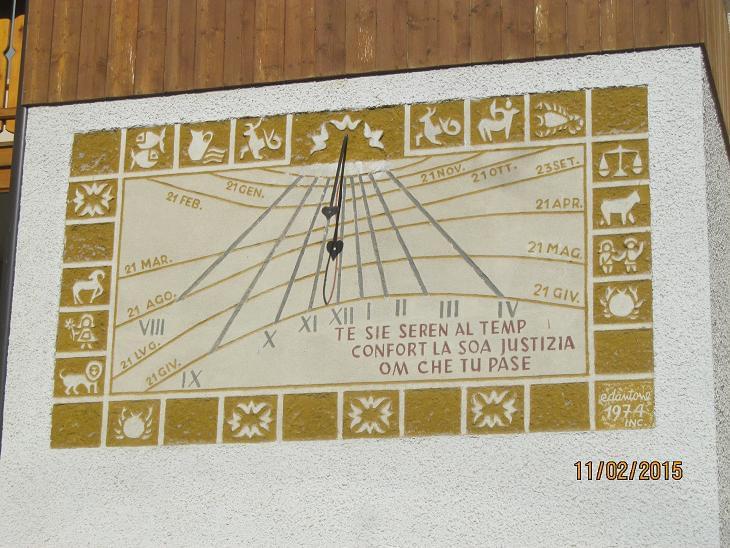 21 GEN.
21 FEB.
21 MAR.
21 AGO.
21 LVG.
21 GIV.
21 NOV.
21 OTT.
23 SET.
21 APR.
21 MAG.
21 GIV.
VIII
IX
X
XI
XII
I
II
III
IV
TE SIE SEREN AL TEMP
CONFORT LA SOA JUSTIZIA
OM CHE TU PASE
edantone
1974
INC.
11/02/2015